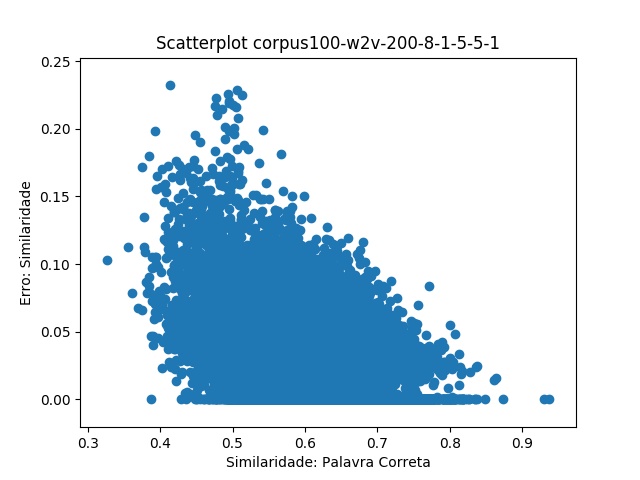 Scatterplot corpus100-w2v-200-8-1-5-5-1
0.25
0.20
0.15
0.10
0.05
0.00
Erro: Similaridade
0.3 0.4 0.5 0.6 0.7 0.8 0.9
Similaridade: Palavra Correta